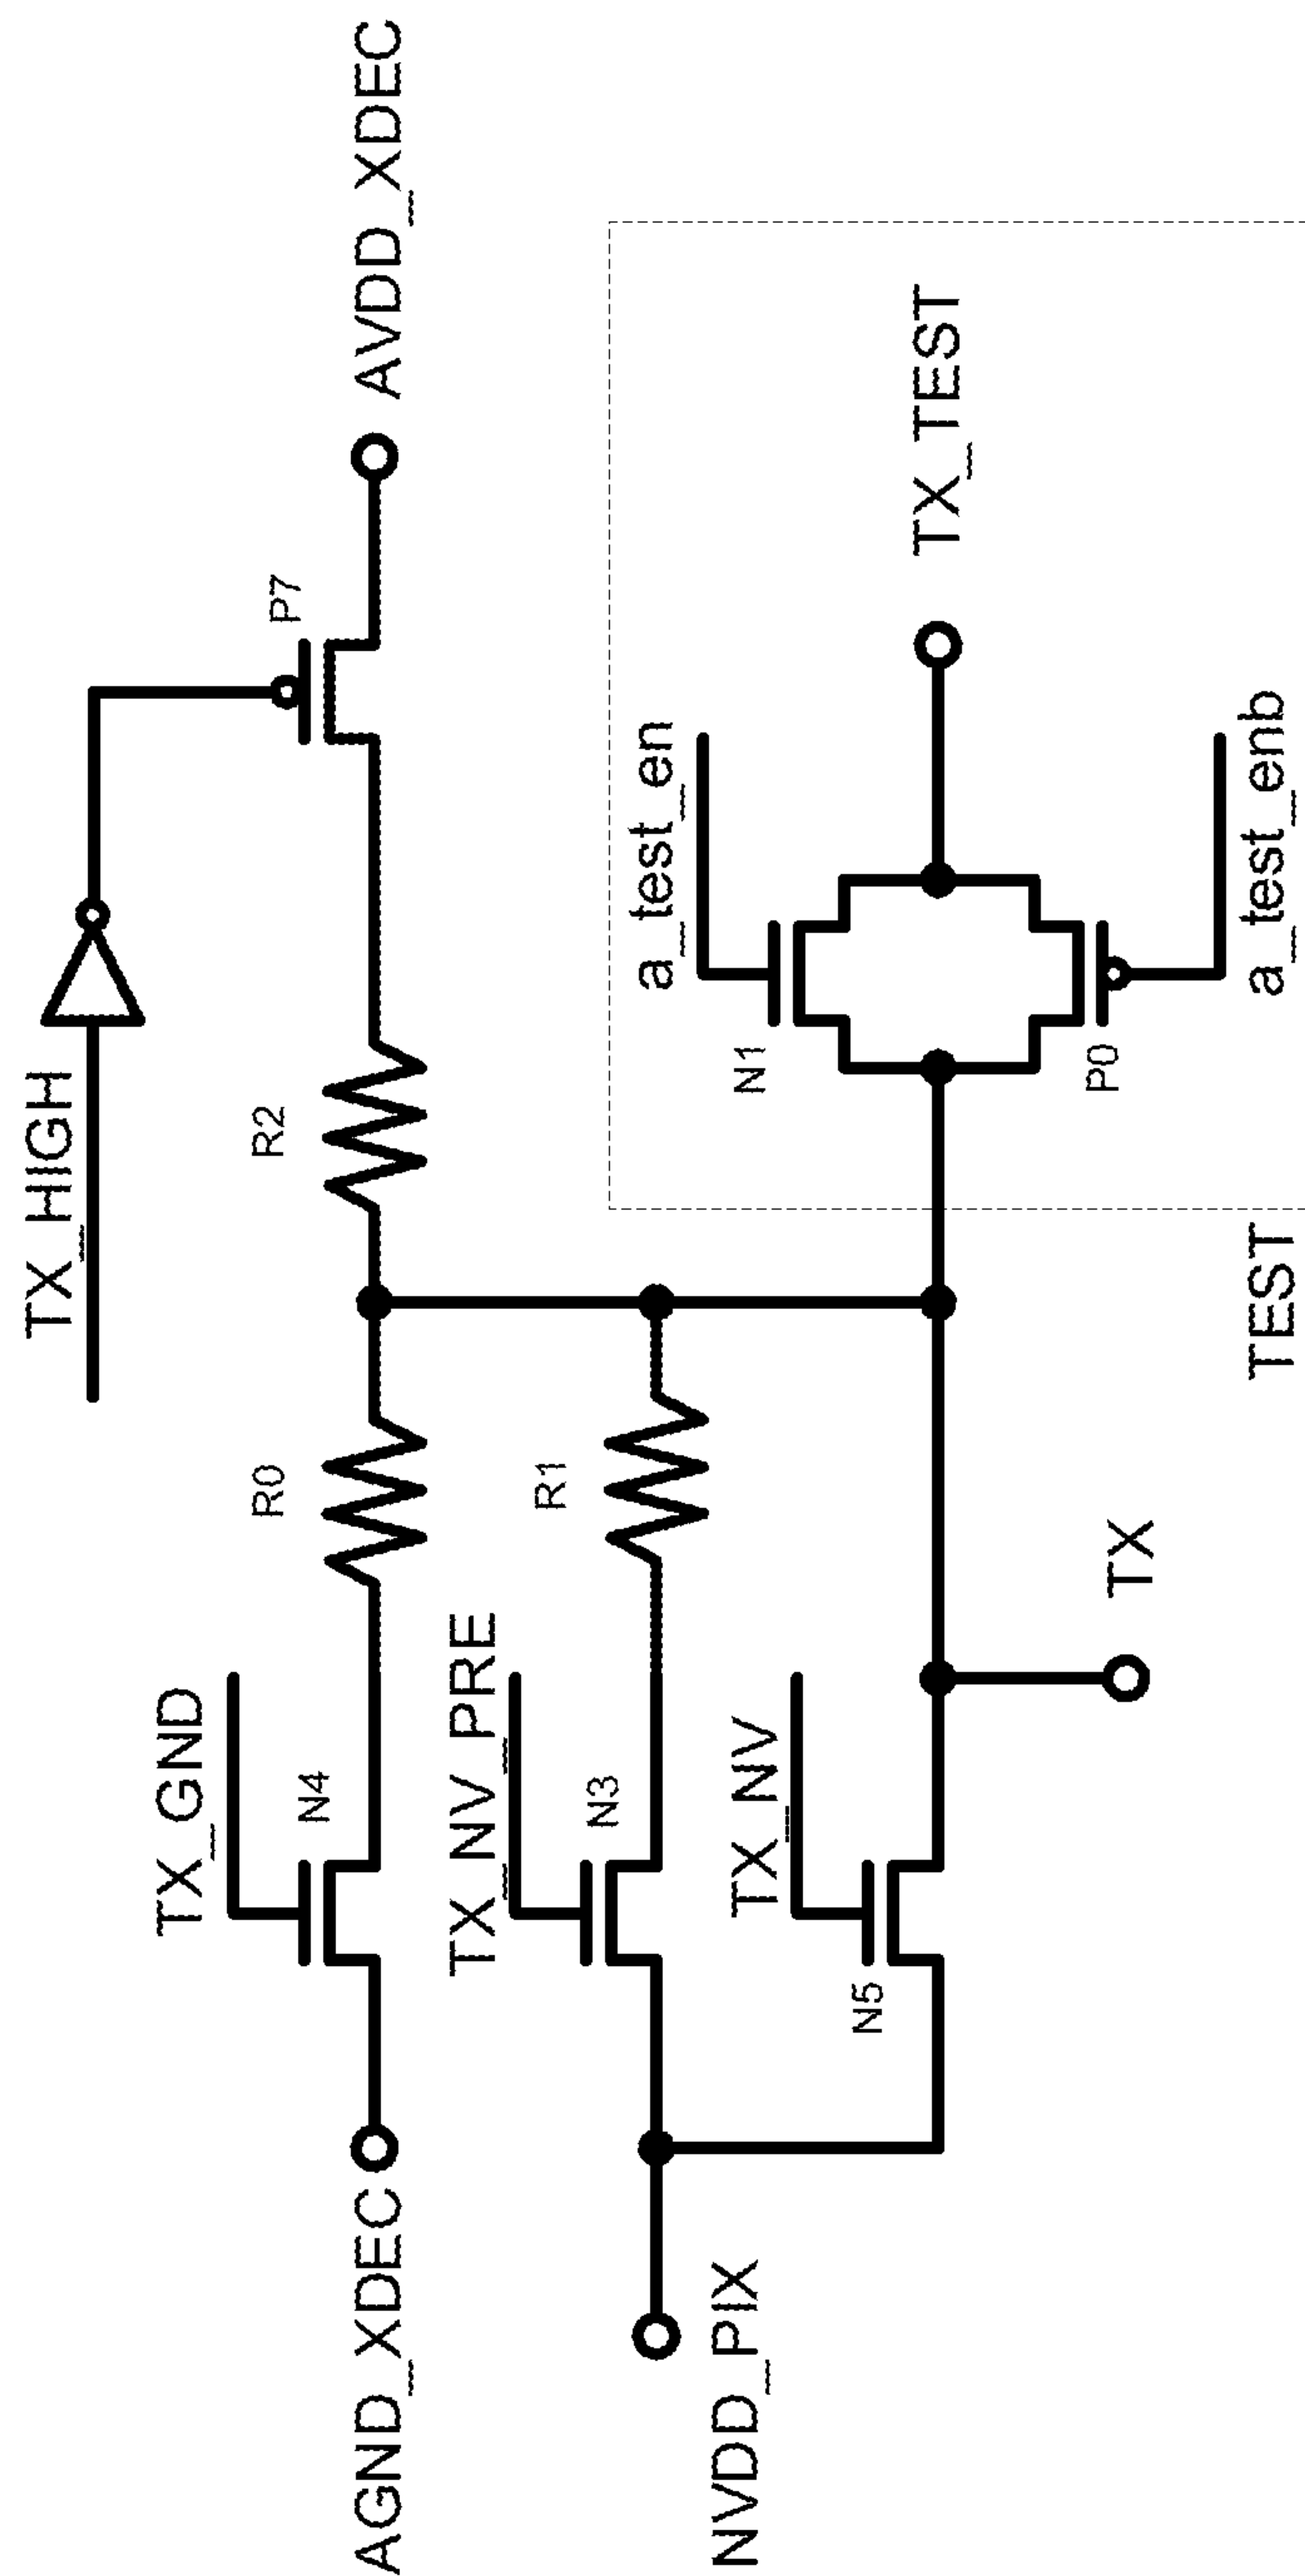 TX_HIGH
P7
AGND_XDEC
TX_GND
N4
R0
R2
AVDD_XDEC
NVDD_PIX
TX_NV_PRE
N3
R1
a_test_en
N5
TX_NV
N1
TX_TEST
P0
TX
TEST
a_test_enb